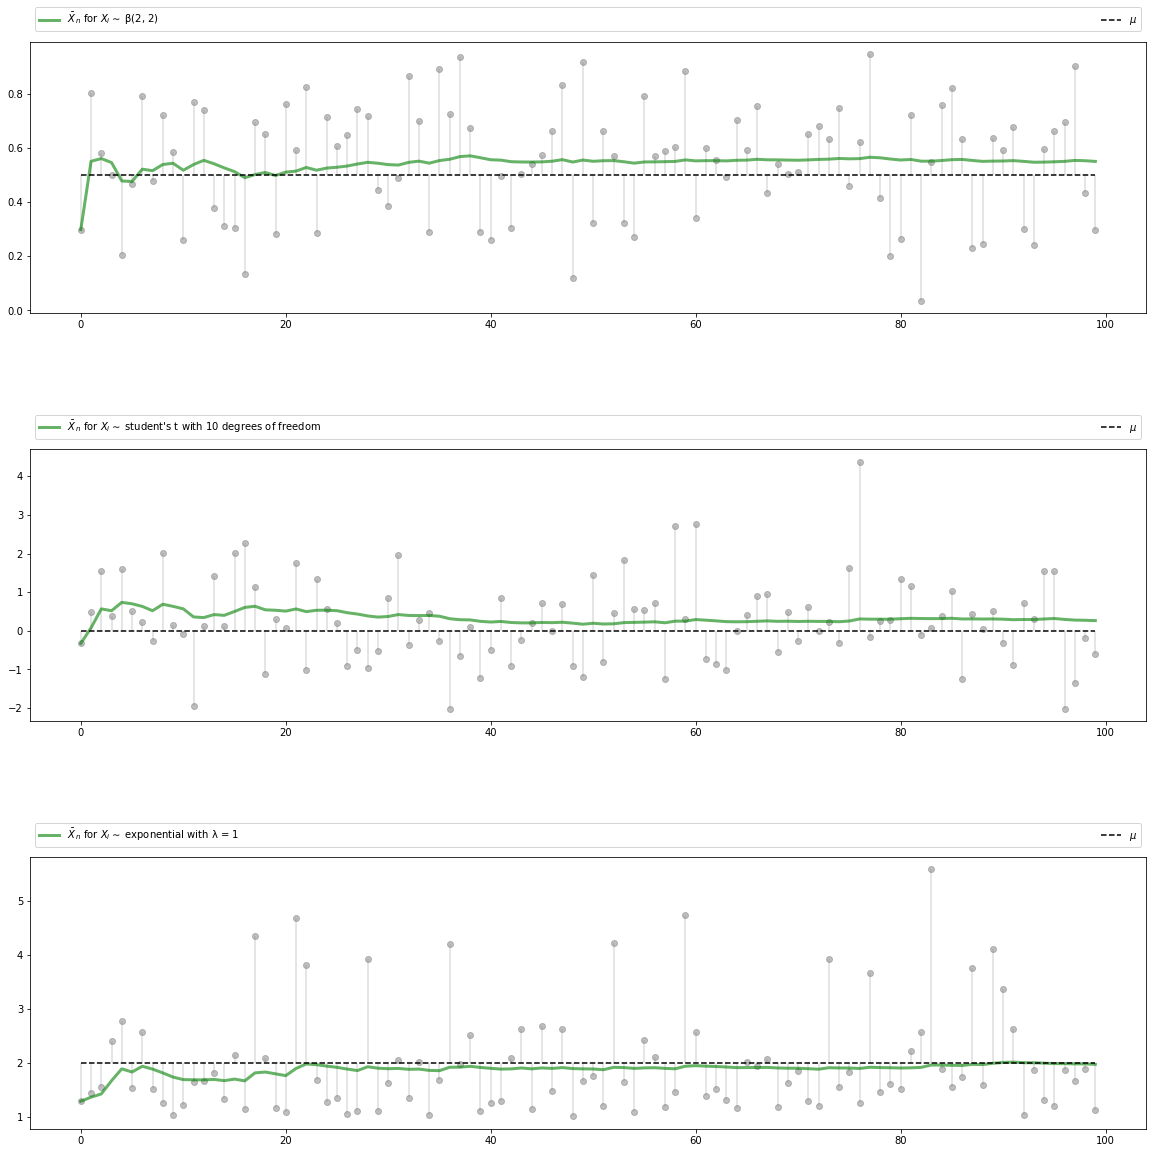 X̄ₙ for Xᵢ ∼ β(2, 2) μ
0.8
0.6
0.4
0.2
0.0
0 20 40 60 80 100
X̄ₙ for Xᵢ ∼ student's t with 10 degrees of freedom μ
4
3
2
1
0
−1
−2
0 20 40 60 80 100
X̄ₙ for Xᵢ ∼ exponential with λ = 1 μ
5
4
3
2
1
0 20 40 60 80 100